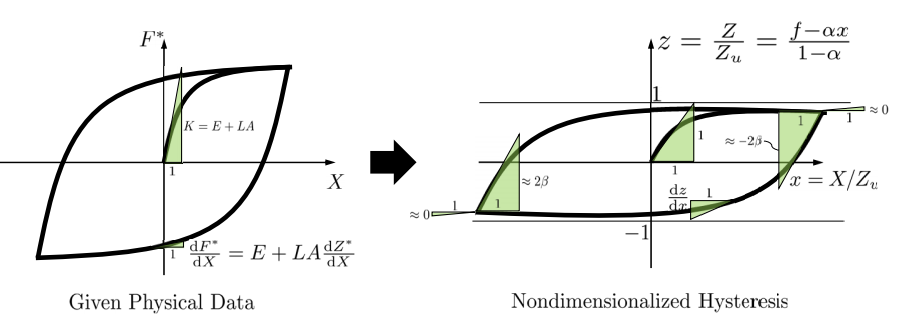 F*
K = E + LA
1
X
1
dF*/dX = E + LA dZ*/dX
Given Physical Data
z = Z/Z_u = (f−αx)/(1−α)
1
1
1
≈ −2β
1
1
≈ 0
x = X/Z_u
≈ 2β
1
1
≈ 0
dz/dx
1
−1
Nondimensionalized Hysteresis